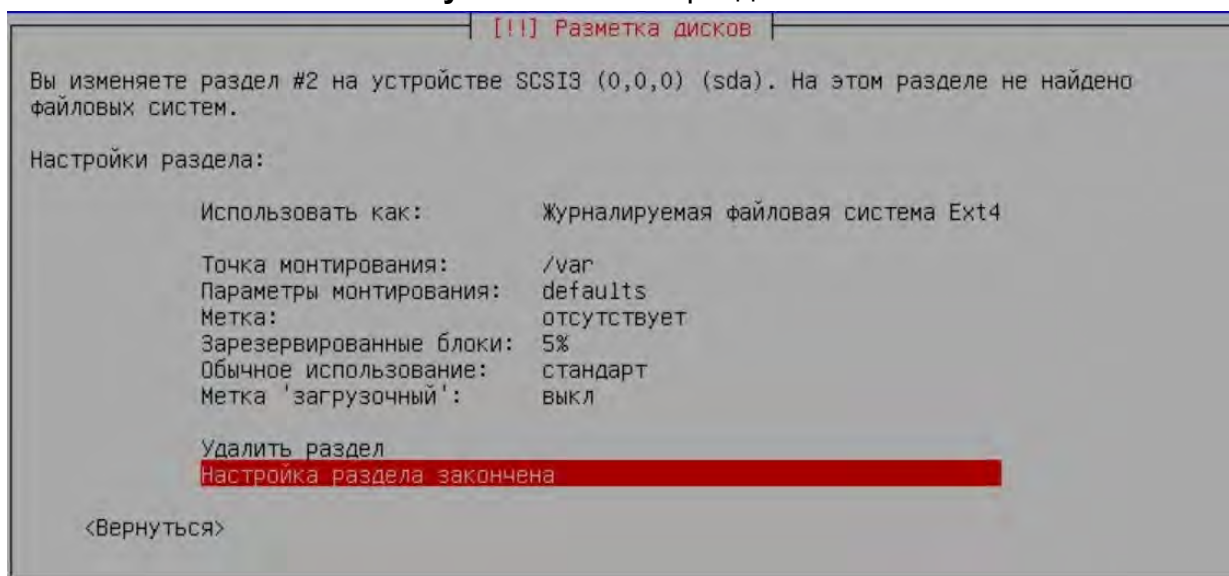 [!!] Разметка дисков
Вы изменяете раздел #2 на устройстве SCSI3 (0,0,0) (sda). На этом разделе не найдено
файловых систем.
Настройки раздела:
Использовать как: Журналируемая файловая система Ext4
Точка монтирования: /var
Параметры монтирования: defaults
Метка: отсутствует
Зарезервированные блоки: 5%
Обычное использование: стандарт
Метка 'загрузочный': выкл
Удалить раздел
Настройка раздела закончена
<Вернуться>